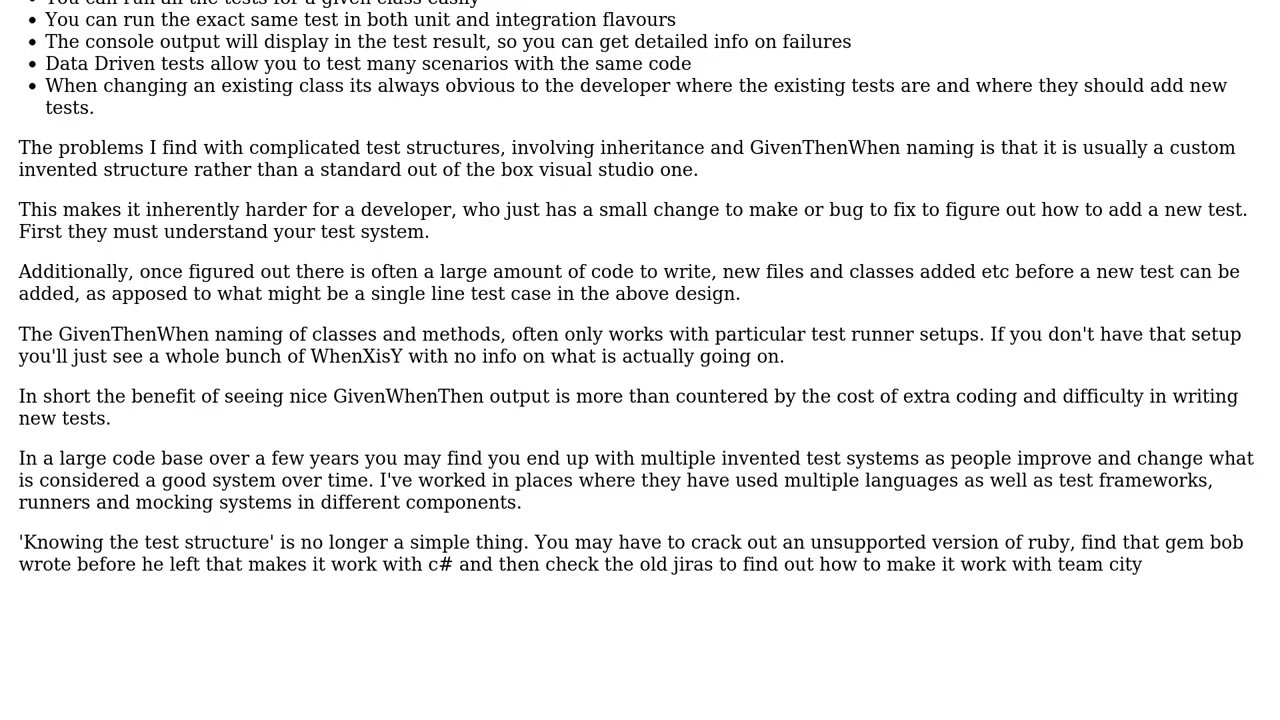 You can run all the tests for a given class easily
You can run the exact same test in both unit and integration flavours
The console output will display in the test result, so you can get detailed info on failures
Data Driven tests allow you to test many scenarios with the same code
When changing an existing class its always obvious to the developer where the existing tests are and where they should add new
tests.
The problems I find with complicated test structures, involving inheritance and GivenThenWhen naming is that it is usually a custom
invented structure rather than a standard out of the box visual studio one.
This makes it inherently harder for a developer, who just has a small change to make or bug to fix to figure out how to add a new test.
First they must understand your test system.
Additionally, once figured out there is often a large amount of code to write, new files and classes added etc before a new test can be
added, as apposed to what might be a single line test case in the above design.
The GivenThenWhen naming of classes and methods, often only works with particular test runner setups. If you don't have that setup
you'll just see a whole bunch of WhenXisY with no info on what is actually going on.
In short the benefit of seeing nice GivenWhenThen output is more than countered by the cost of extra coding and difficulty in writing
new tests.
In a large code base over a few years you may find you end up with multiple invented test systems as people improve and change what
is considered a good system over time. I've worked in places where they have used multiple languages as well as test frameworks,
runners and mocking systems in different components.
'Knowing the test structure' is no longer a simple thing. You may have to crack out an unsupported version of ruby, find that gem bob
wrote before he left that makes it work with c# and then check the old jiras to find out how to make it work with team city